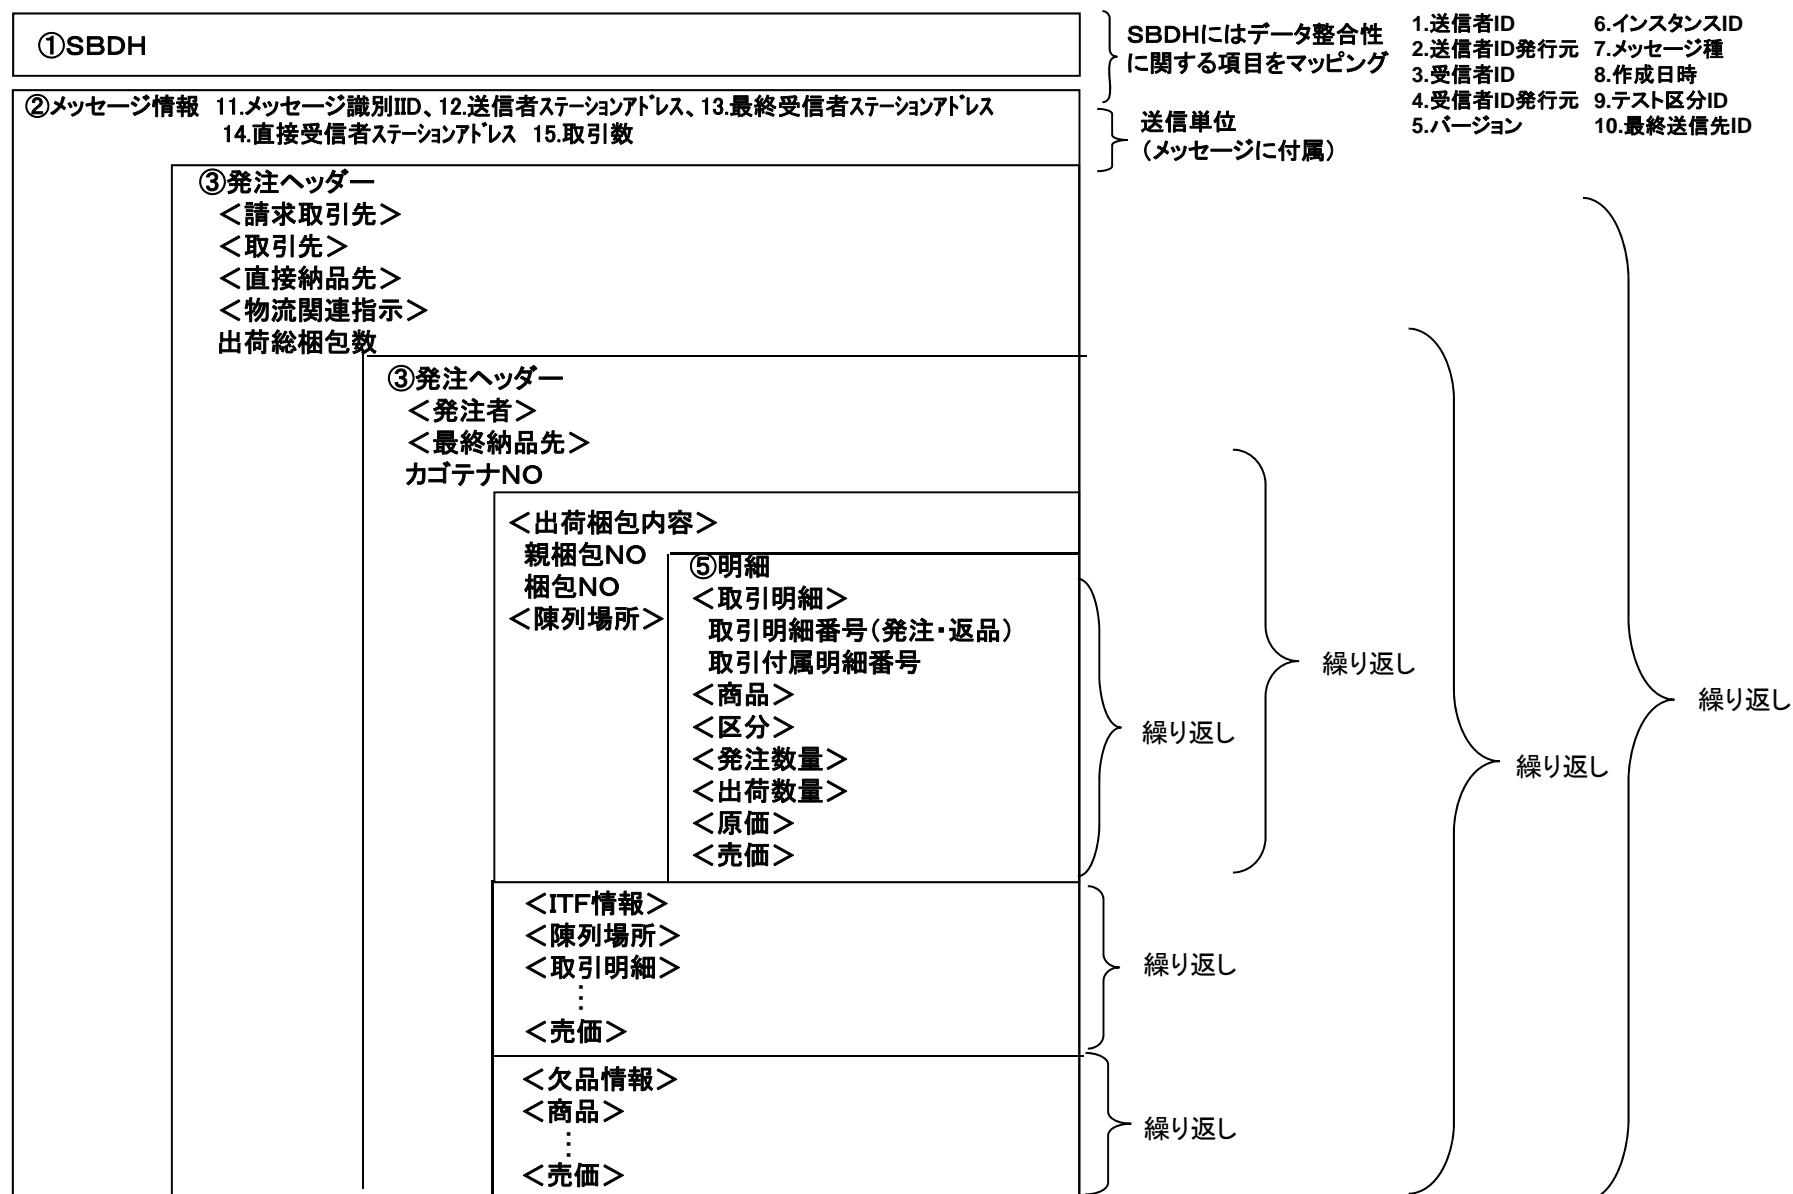 ①SBDH
SBDHにはデータ整合性
に関する項目をマッピング
1.送信者ID
2.送信者ID発行元
3.受信者ID
4.受信者ID発行元
5.バージョン
6.インスタンスID
7.メッセージ種
8.作成日時
9.テスト区分ID
10.最終送信先ID
②メッセージ情報 11.メッセージ識別IID、12.送信者ステーションアドレス、13.最終受信者ステーションアドレス
14.直接受信者ステーションアドレス 15.取引数
送信単位
(メッセージに付属)
③発注ヘッダー
<請求取引先>
<取引先>
<直接納品先>
<物流関連指示>
出荷総梱包数
③発注ヘッダー
<発注者>
<最終納品先>
カゴテナNO
<出荷梱包内容>
親梱包NO
梱包NO
<陳列場所>
⑤明細
<取引明細>
取引明細番号(発注・返品)
取引付属明細番号
<商品>
<区分>
<発注数量>
<出荷数量>
<原価>
<売価>
繰り返し
繰り返し
繰り返し
繰り返し
<ITF情報>
<陳列場所>
<取引明細>
⋮
<売価>
繰り返し
<欠品情報>
<商品>
⋮
<売価>
繰り返し